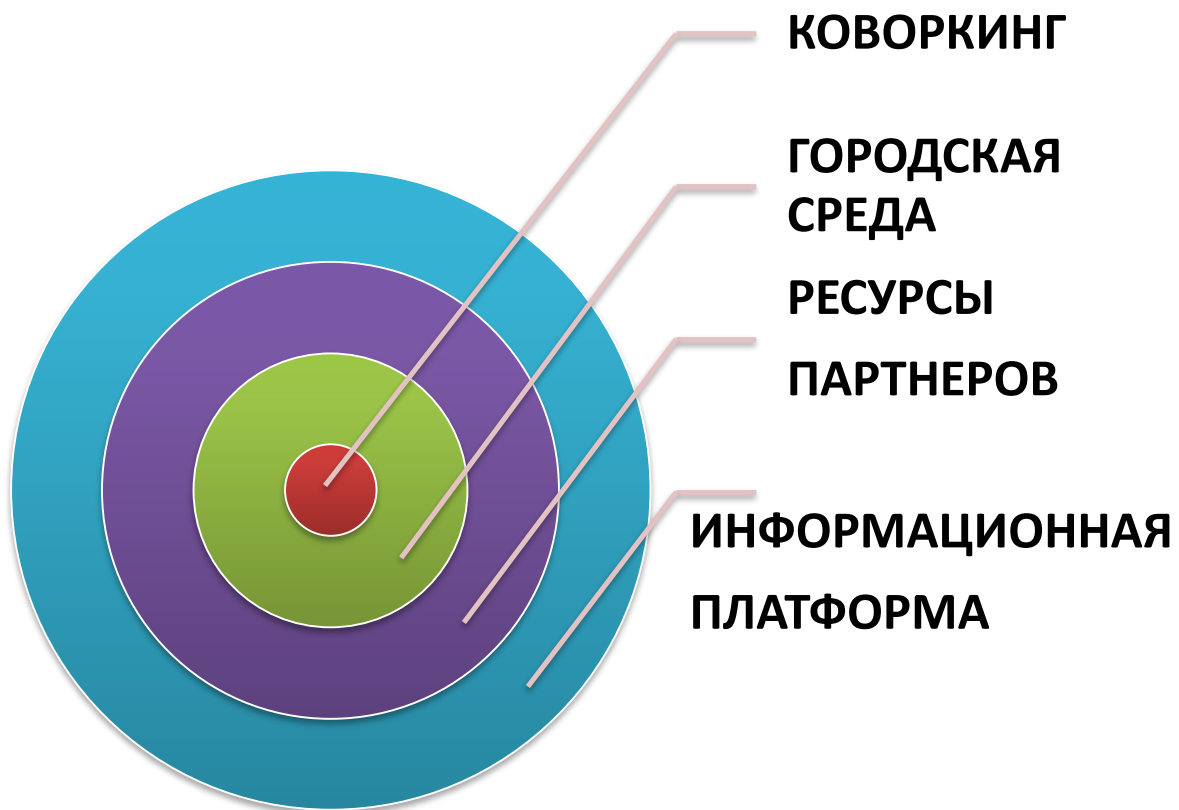 КОВОРКИНГ
ГОРОДСКАЯ
СРЕДА
РЕСУРСЫ
ПАРТНЕРОВ
ИНФОРМАЦИОННАЯ
ПЛАТФОРМА